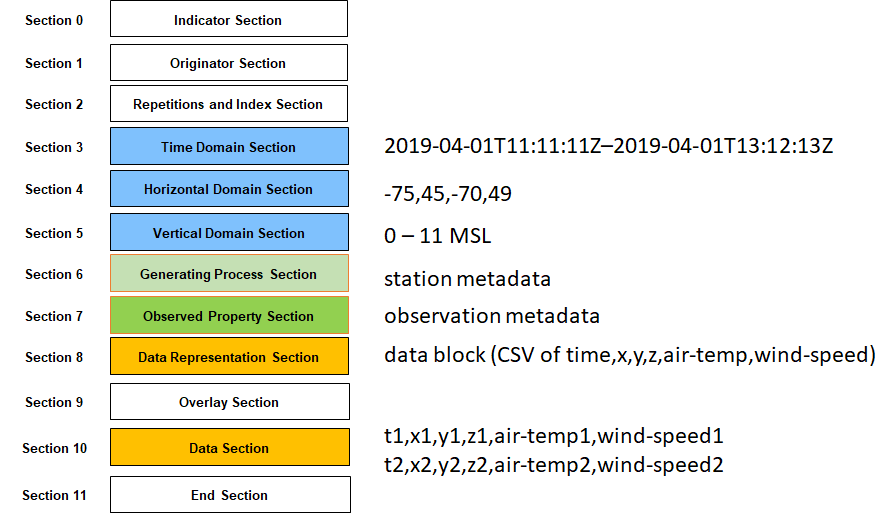 Section 0 Indicator Section
Section 1 Originator Section
Section 2 Repetitions and Index Section
Section 3 Time Domain Section 2019-04-01T11:11:11Z–2019-04-01T13:12:13Z
Section 4 Horizontal Domain Section -75,45,-70,49
Section 5 Vertical Domain Section 0 – 11 MSL
Section 6 Generating Process Section station metadata
Section 7 Observed Property Section observation metadata
Section 8 Data Representation Section data block (CSV of time,x,y,z,air-temp,wind-speed)
Section 9 Overlay Section
Section 10 Data Section t1,x1,y1,z1,air-temp1,wind-speed1
t2,x2,y2,z2,air-temp2,wind-speed2
Section 11 End Section